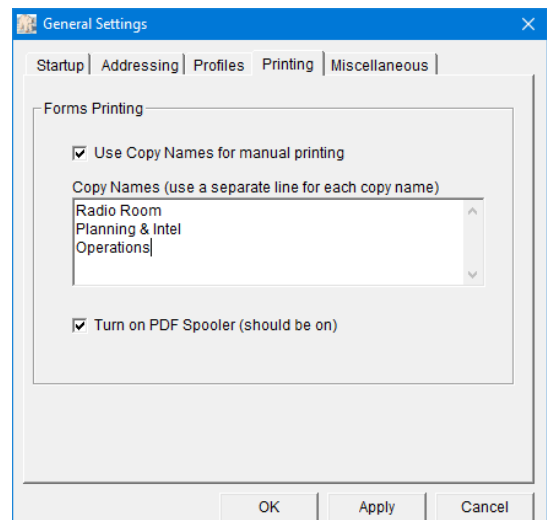 General Settings
Startup Addressing Profiles Printing Miscellaneous
Forms Printing
Use Copy Names for manual printing
Copy Names (use a separate line for each copy name)
Radio Room
Planning & Intel
Operations
Turn on PDF Spooler (should be on)
OK Apply Cancel